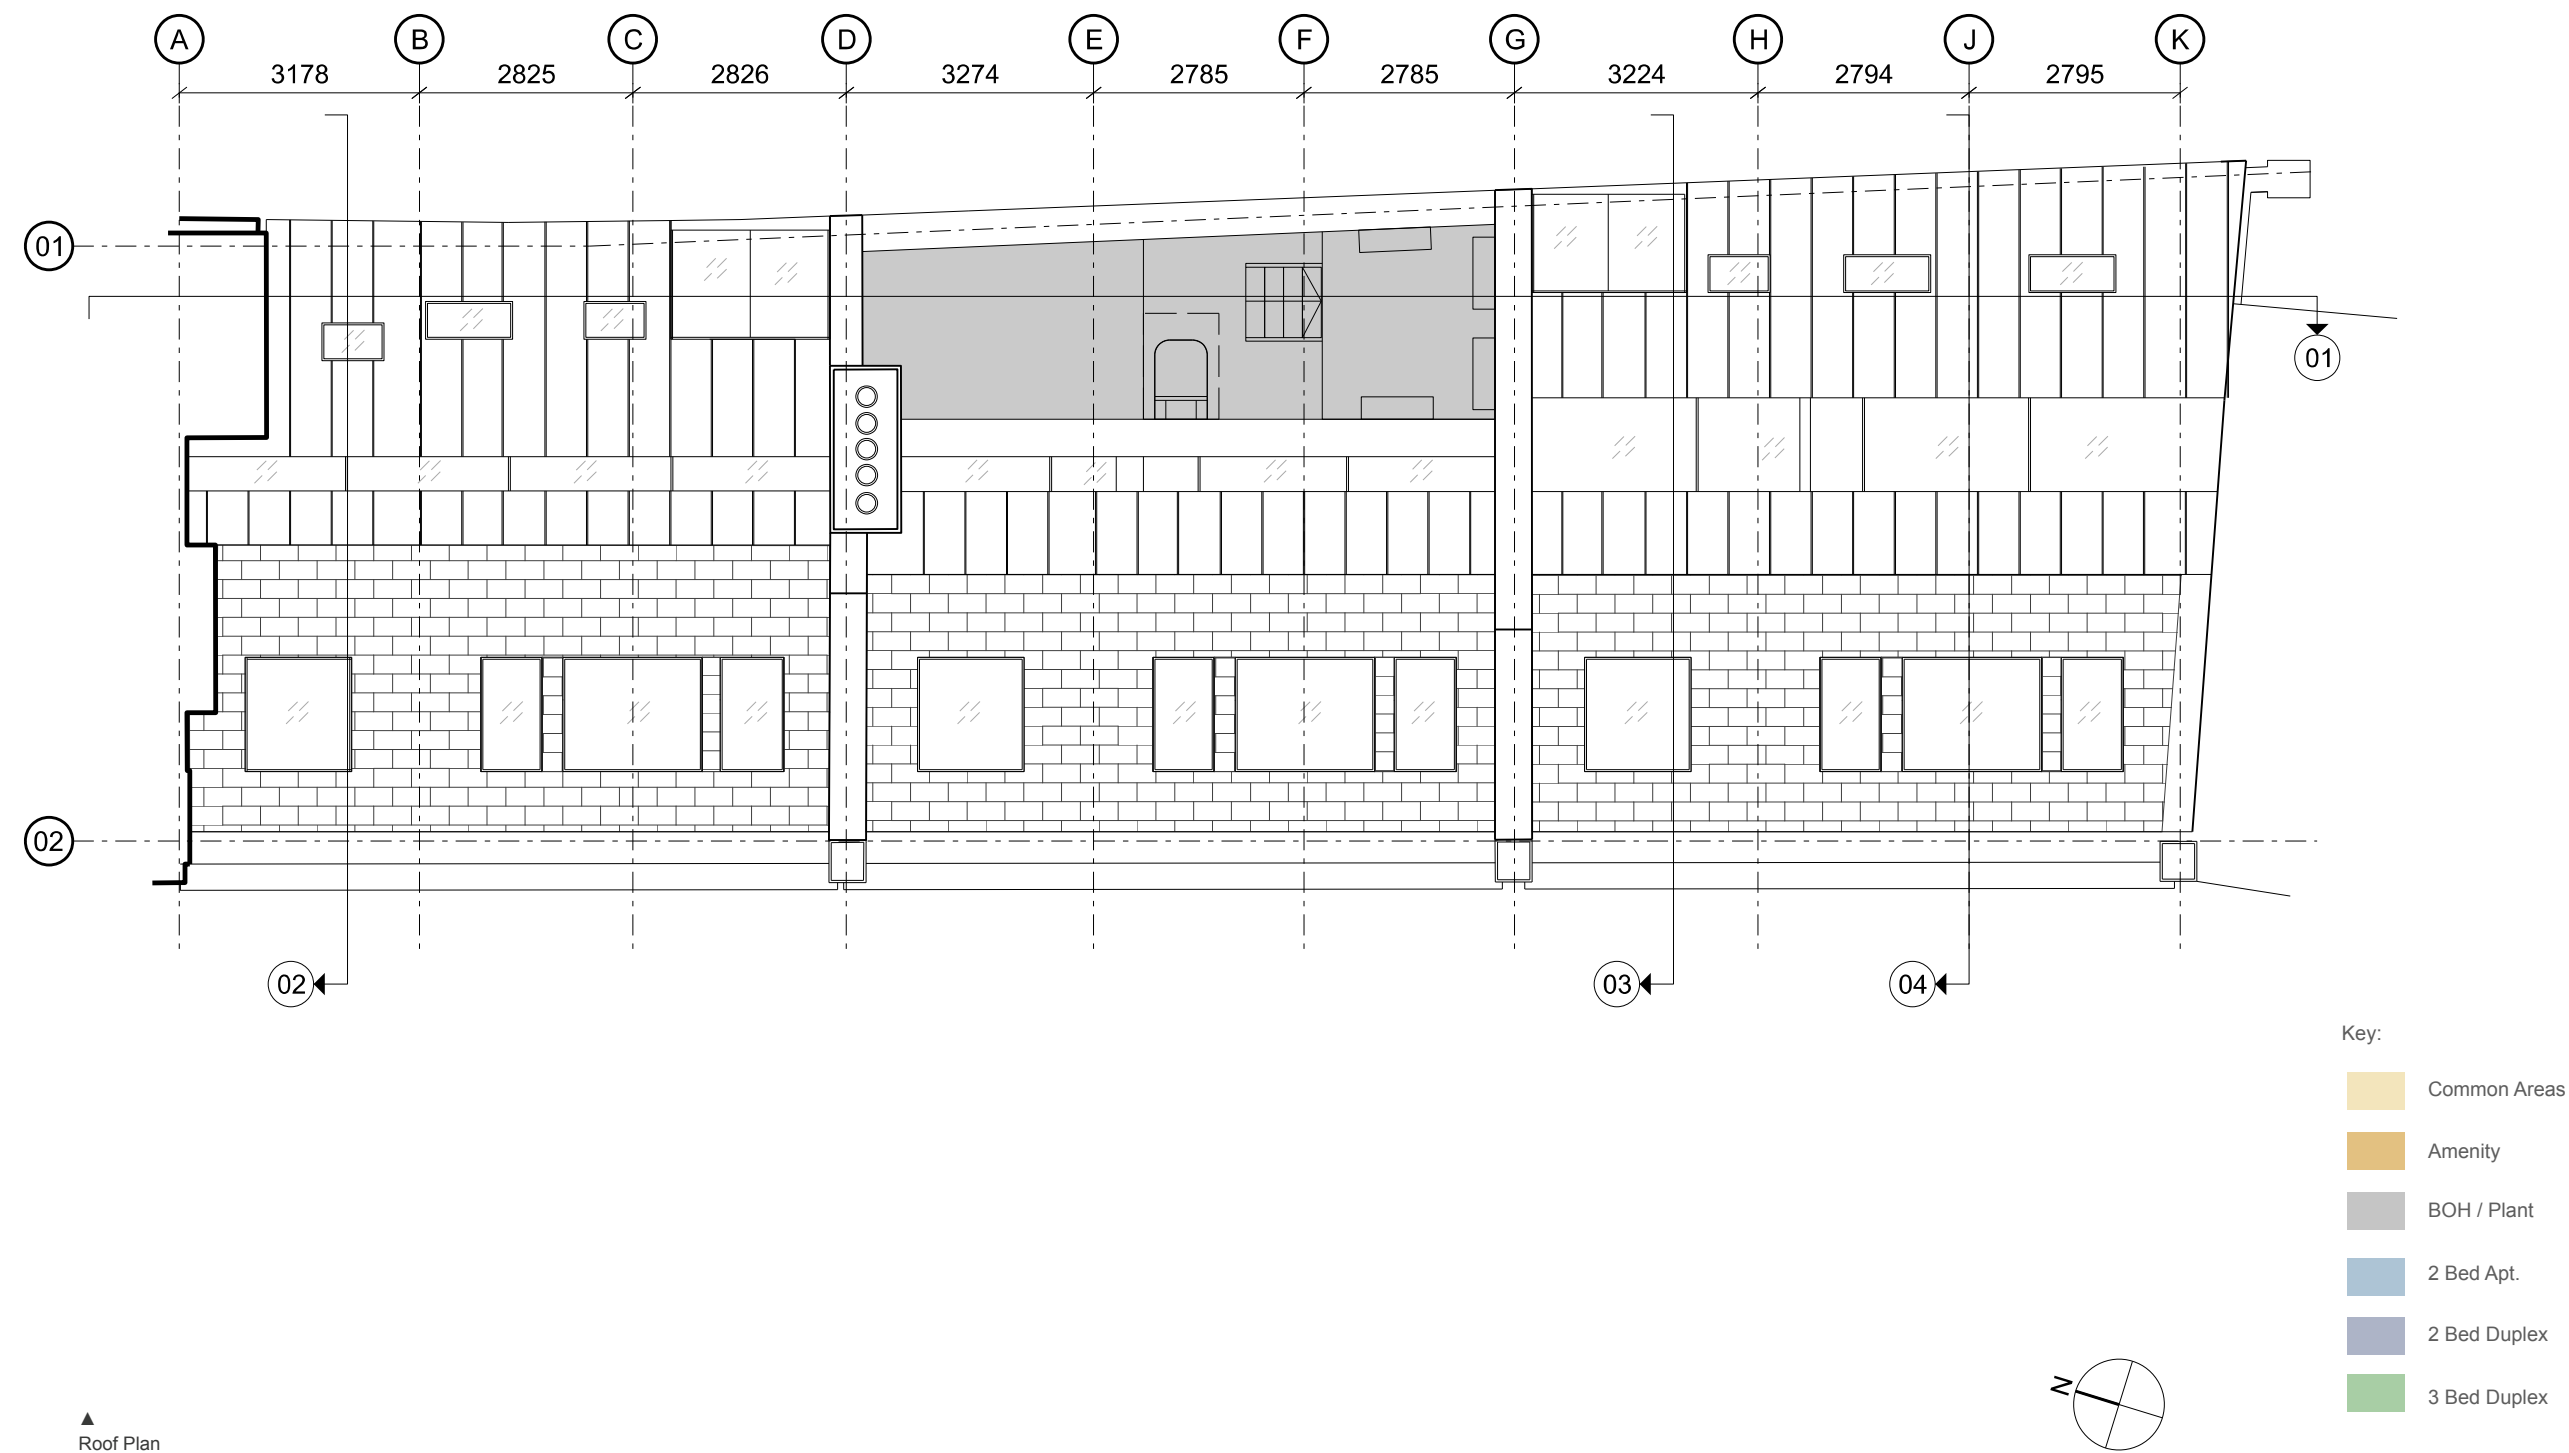 A B C D E F G H J K
3178 2825 2826 3274 2785 2785 3224 2794 2795
01
01
02
02 03 04
Key:
Common Areas
Amenity
BOH / Plant
2 Bed Apt.
2 Bed Duplex
N
3 Bed Duplex
▲
Roof Plan